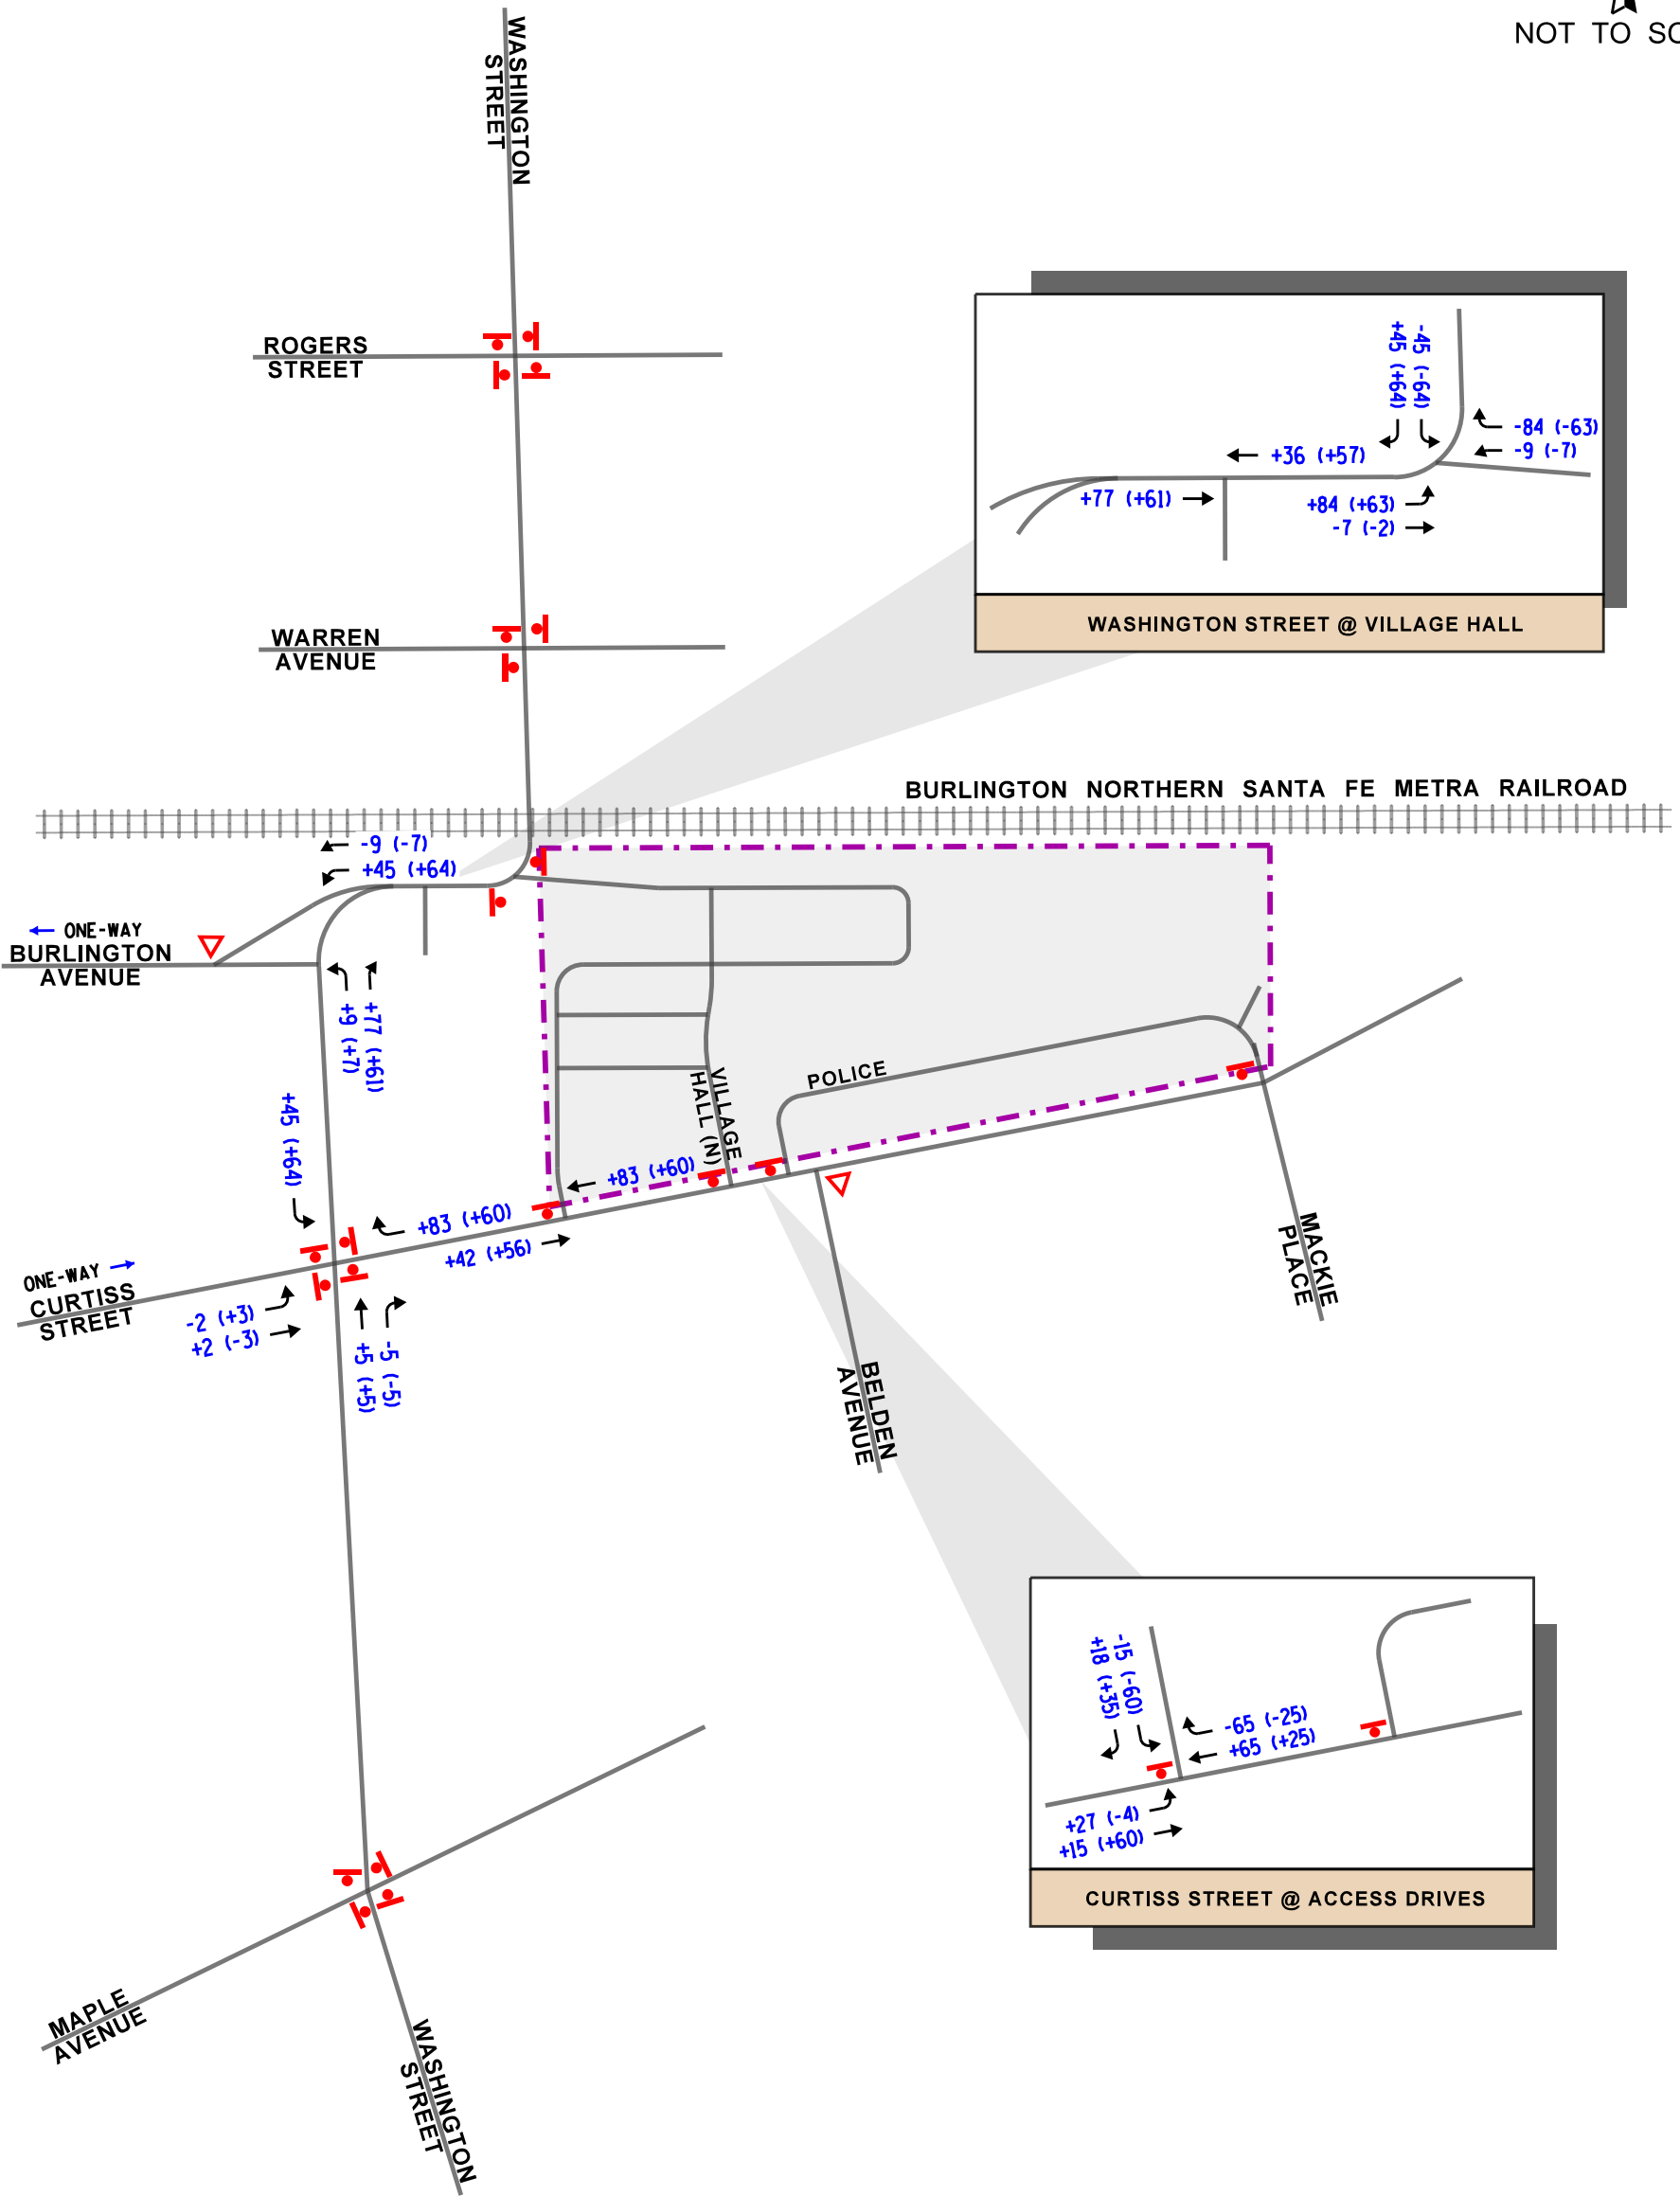 NOT TO SC
WASHINGTON
STREET
ROGERS
STREET
-45 (-64)
+45 (+64)
-84 (-63)
-9 (-7)
+36 (+57)
+77 (+61)
+84 (+63)
-7 (-2)
WASHINGTON STREET @ VILLAGE HALL
WARREN
AVENUE
BURLINGTON NORTHERN SANTA FE METRA RAILROAD
-9 (-7)
+45 (+64)
ONE-WAY
BURLINGTON
AVENUE
+77 (+61)
+9 (+7)
POLICE
VILLAGE
HALL (N)
+45 (+64)
+83 (+60)
+83 (+60)
+42 (+56)
ONE-WAY
CURTISS
STREET
-2 (+3)
+2 (-3)
-5 (-5)
+5 (+5)
MACKIE
PLACE
BELDEN
AVENUE
-15 (-60)
+18 (+35)
-65 (-25)
+65 (+25)
+27 (-4)
+15 (+60)
CURTISS STREET @ ACCESS DRIVES
MAPLE
AVENUE
WASHINGTON
STREET